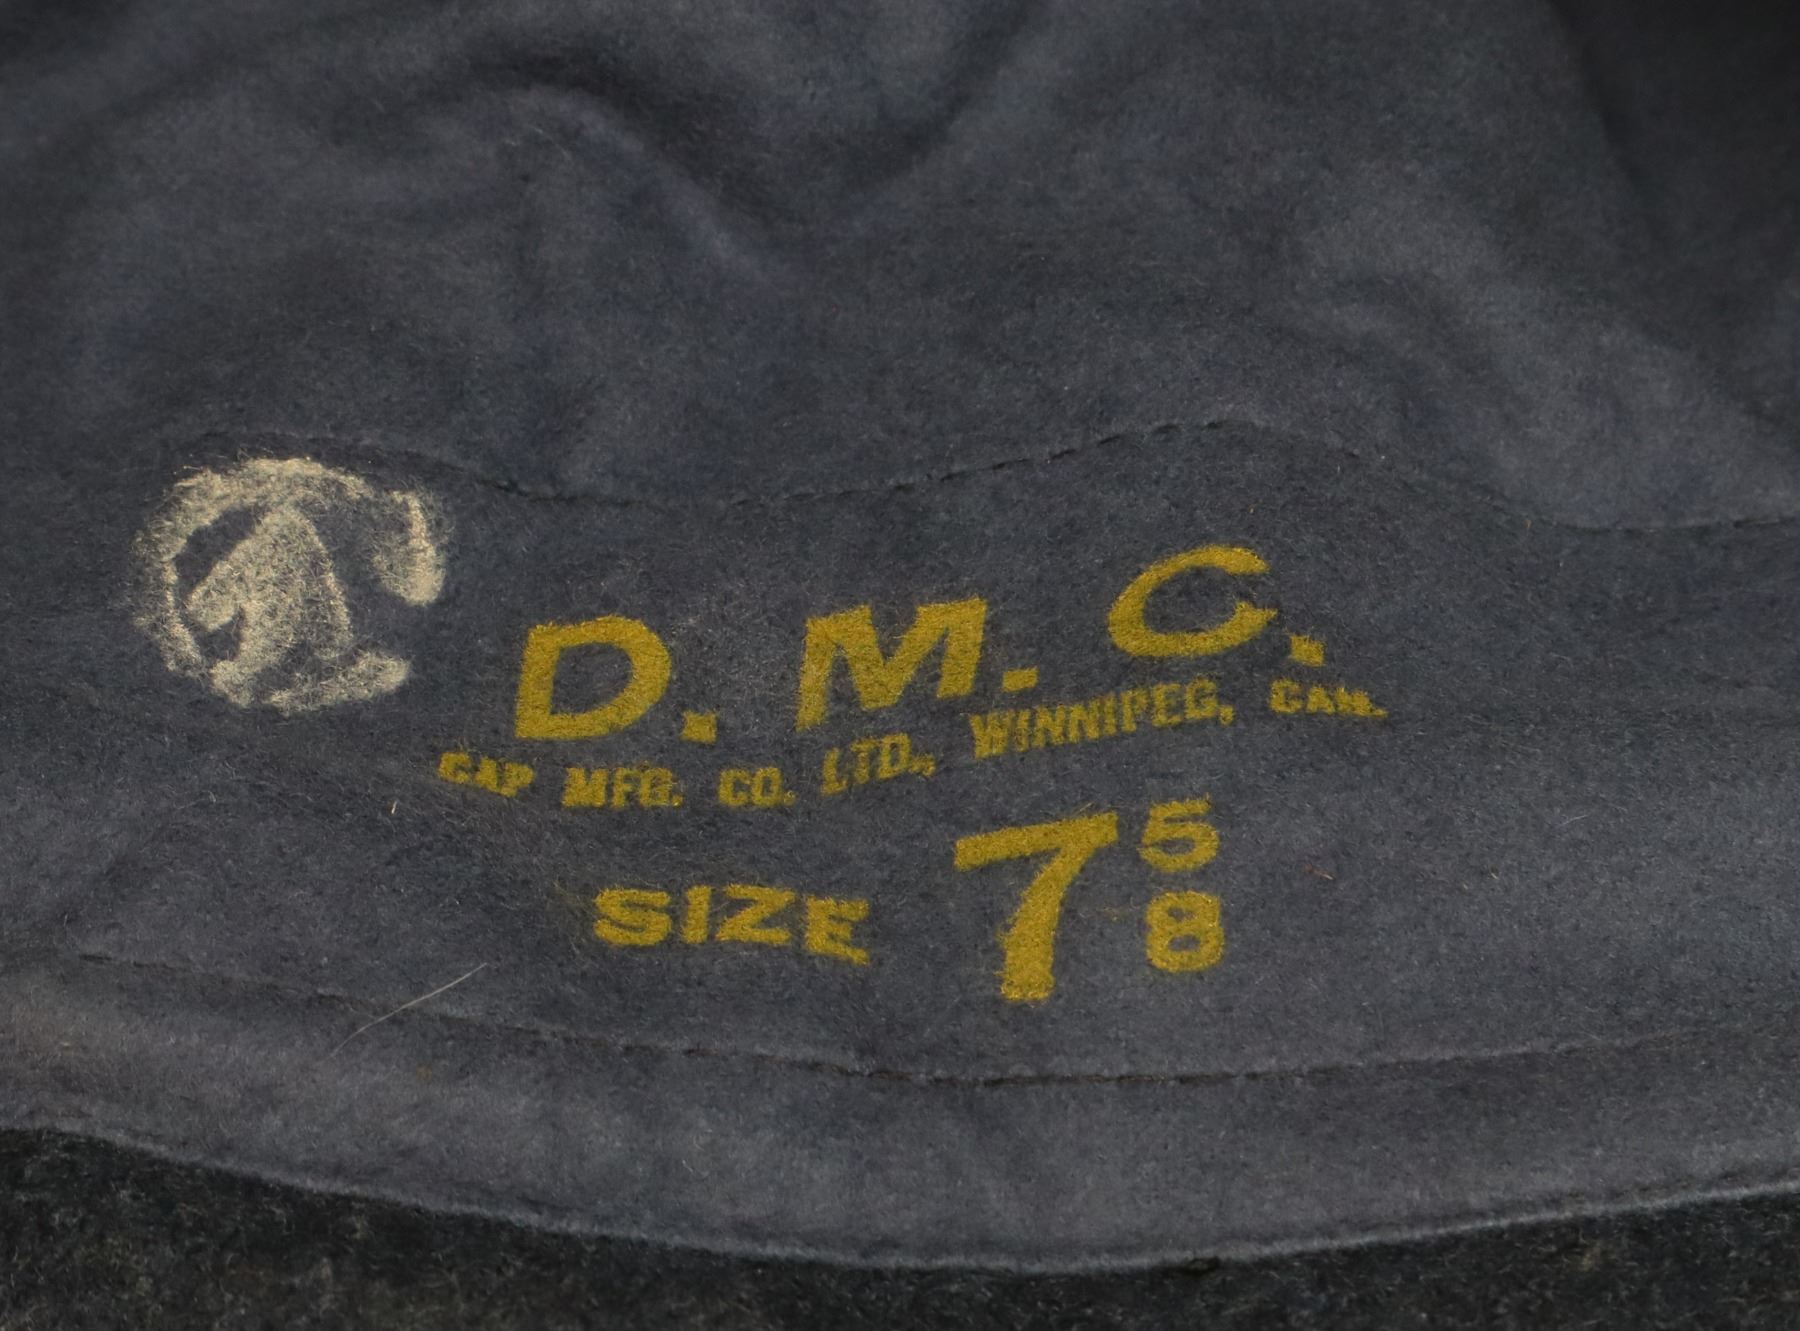 D. M. C.
CAP MFG. CO. LTD., WINNIPEG, CAN.
SIZE 7 5/8